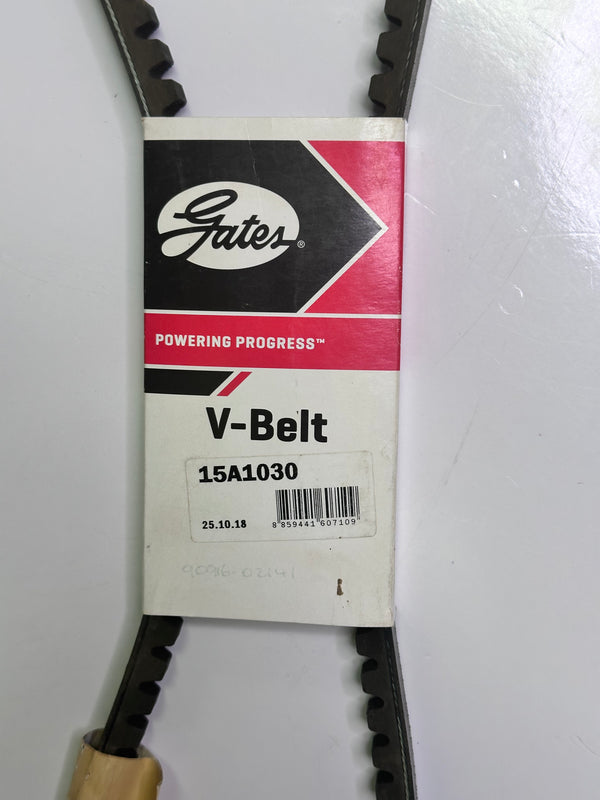 Gates®
POWERING PROGRESS™
V-Belt
15A1030
25.10.18
8 859441 607109
90916-02141